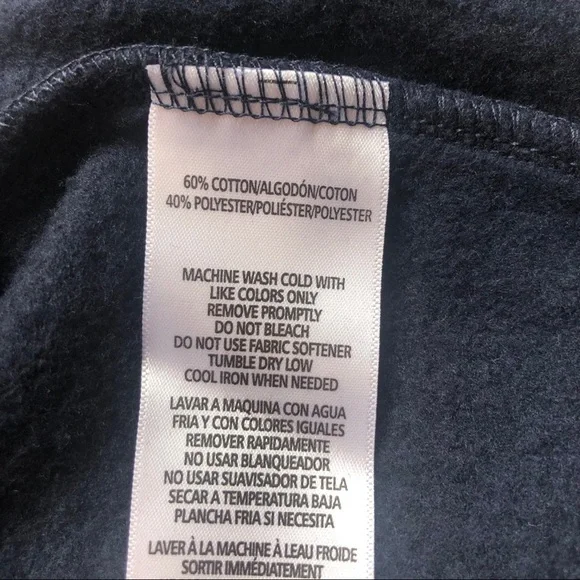 60% COTTON/ALGODÓN/COTON
40% POLYESTER/POLIÉSTER/POLYESTER
MACHINE WASH COLD WITH
LIKE COLORS ONLY
REMOVE PROMPTLY
DO NOT BLEACH
DO NOT USE FABRIC SOFTENER
TUMBLE DRY LOW
COOL IRON WHEN NEEDED
LAVAR A MAQUINA CON AGUA
FRIA Y CON COLORES IGUALES
REMOVER RAPIDAMENTE
NO USAR BLANQUEADOR
NO USAR SUAVISADOR DE TELA
SECAR A TEMPERATURA BAJA
PLANCHA FRIA SI NECESITA
LAVER À LA MACHINE À LEAU FROIDE
SORTIR IMMÉDIATEMENT